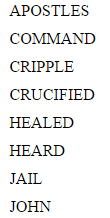 APOSTLES
COMMAND
CRIPPLE
CRUCIFIED
HEALED
HEARD
JAIL
JOHN